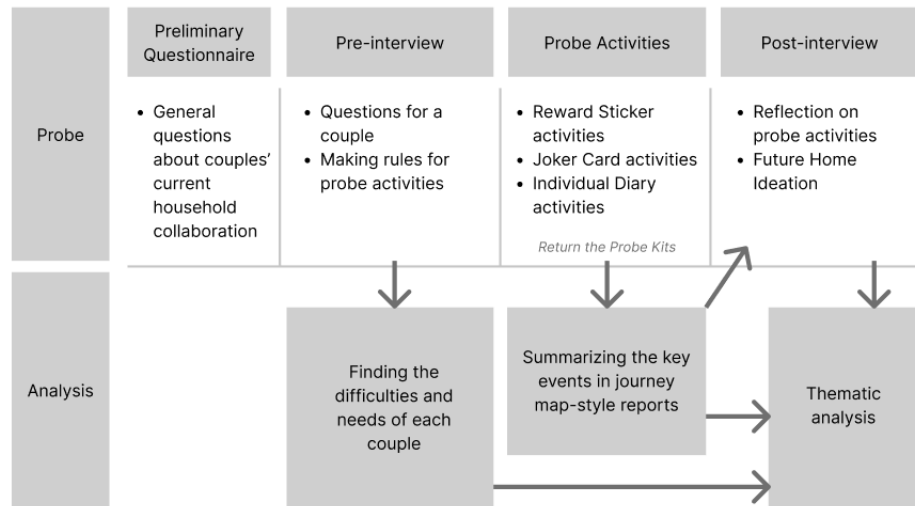 Preliminary
Questionnaire
Pre-interview
Probe Activities
Post-interview
Probe
• General
questions
about couples’
current
household
collaboration
• Questions for a
couple
• Making rules for
probe activities
• Reward Sticker
activities
• Joker Card activities
• Individual Diary
activities
Return the Probe Kits
• Reflection on
probe activities
• Future Home
Ideation
Analysis
Finding the
difficulties and
needs of each
couple
Summarizing the key
events in journey
map-style reports
Thematic
analysis